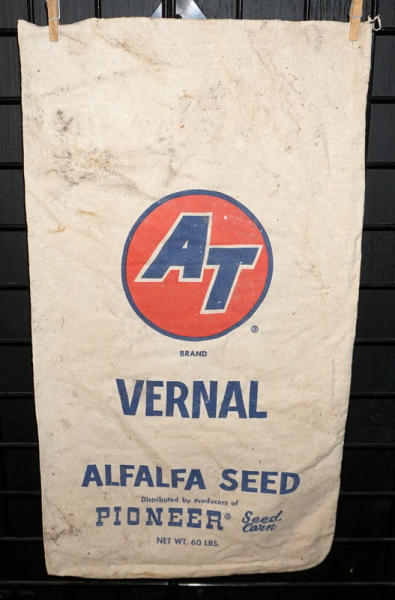 AT
®
BRAND
VERNAL
ALFALFA SEED
Distributed by Producers of
PIONEER® Seed Corn
NET WT. 60 LBS.